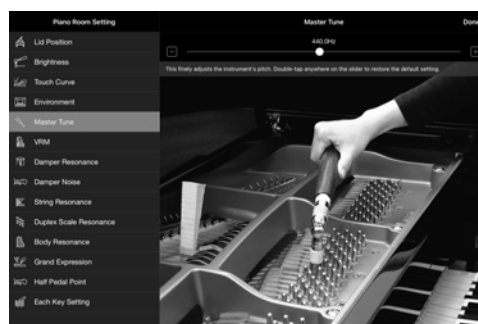 Piano Room Setting
Master Tune
Done
Lid Position
Brightness
Touch Curve
Environment
Master Tune
VRM
Damper Resonance
Damper Noise
String Resonance
Duplex Scale Resonance
Body Resonance
Grand Expression
Half Pedal Point
Each Key Setting
440.0Hz
This finely adjusts the instrument's pitch. Double-tap anywhere on the slider to restore the default setting.